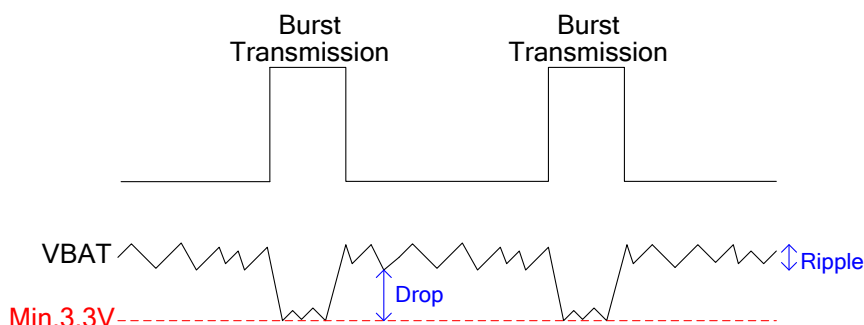 Burst
Transmission
Burst
Transmission
VBAT
Ripple
Drop
Min.3.3V